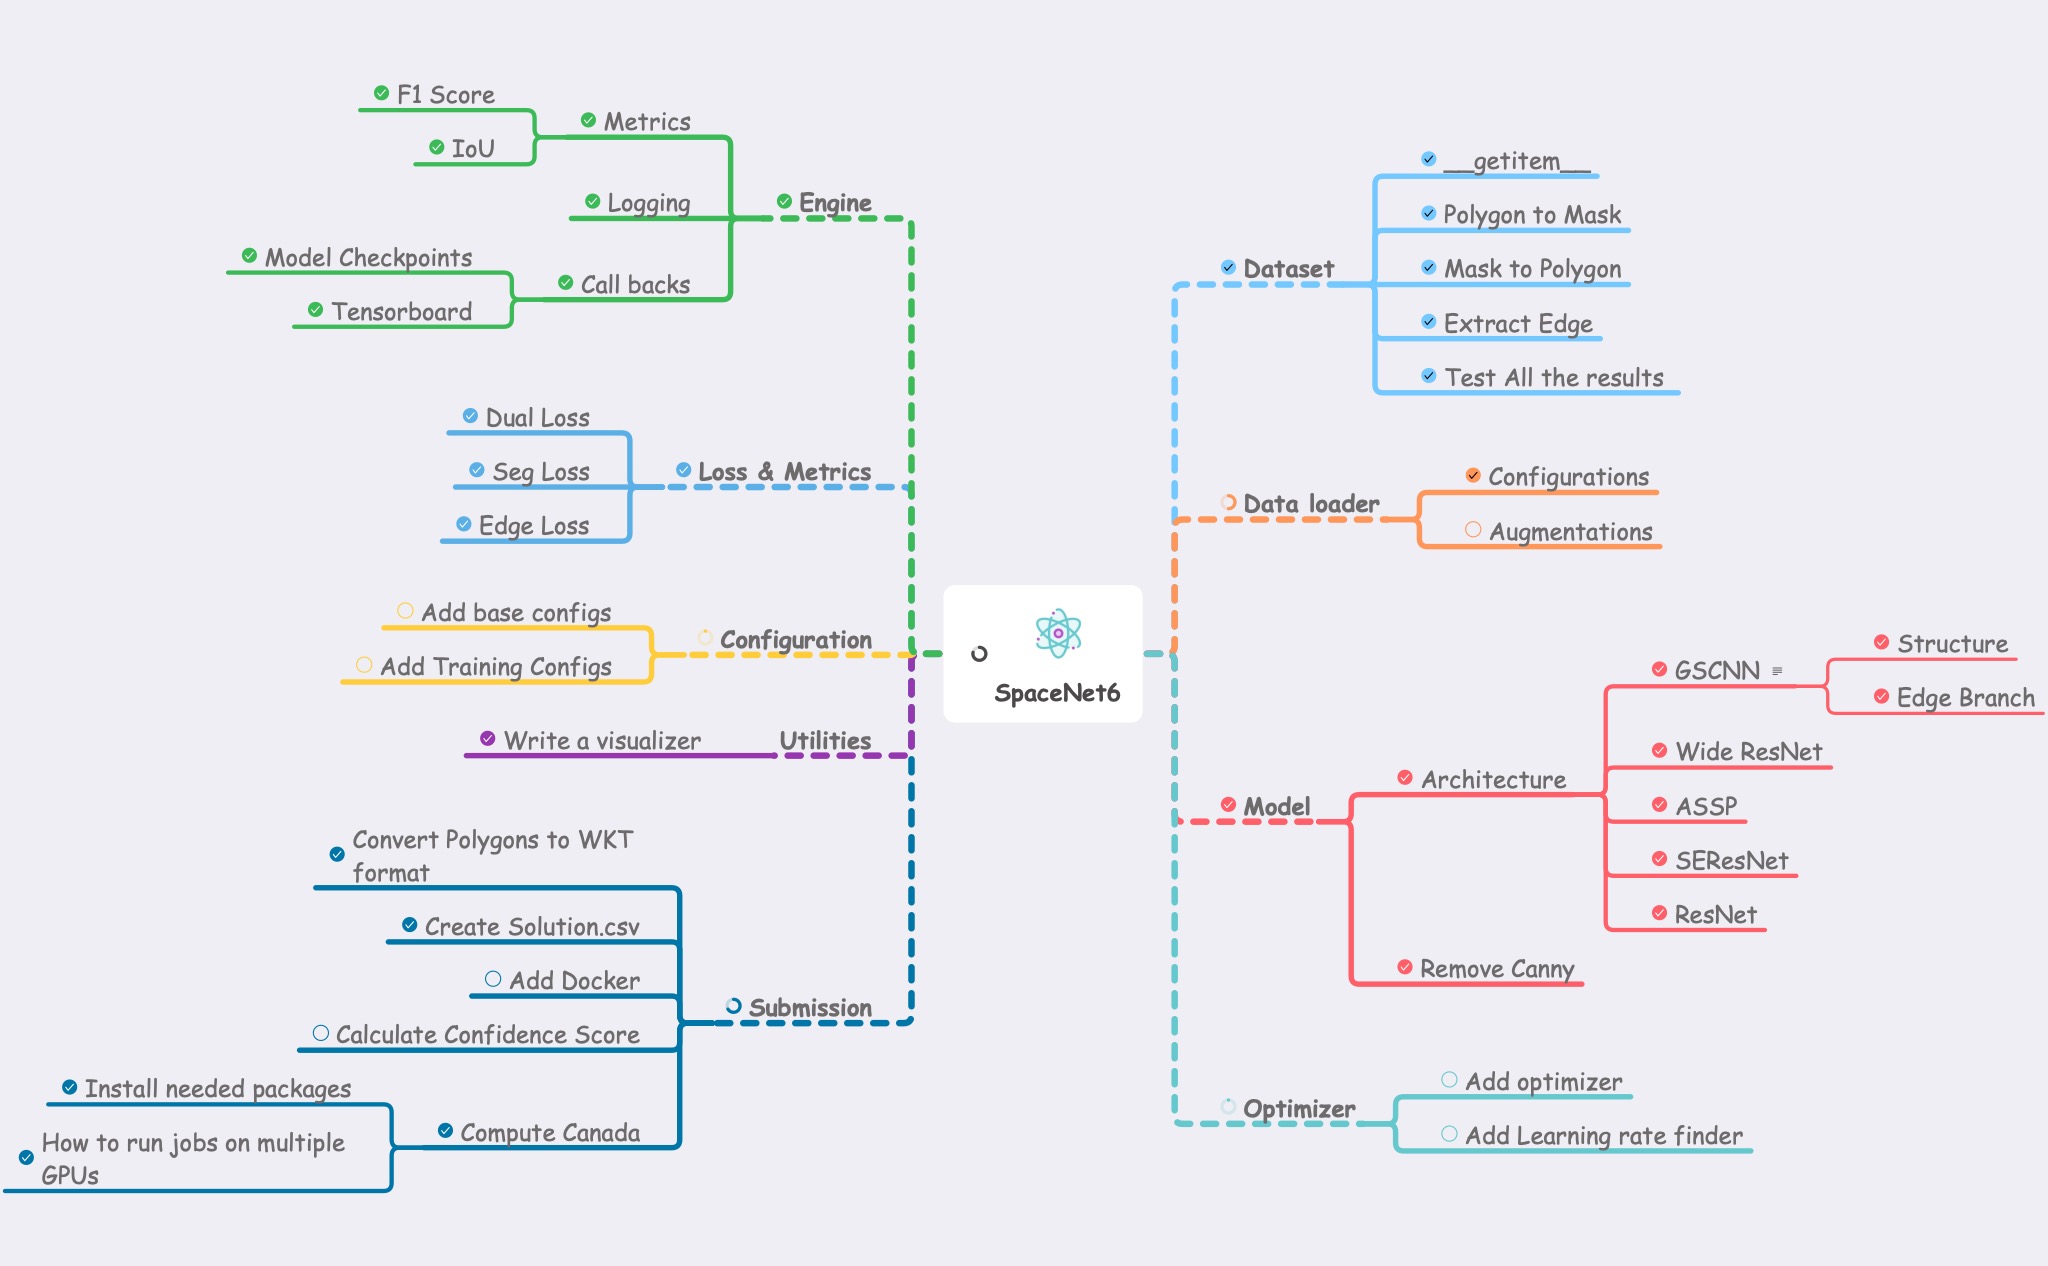 F1 Score
IoU
Metrics
Logging
Model Checkpoints
Tensorboard
Call backs
Engine
Dual Loss
Seg Loss
Edge Loss
Loss & Metrics
Add base configs
Add Training Configs
Configuration
Write a visualizer
Utilities
Convert Polygons to WKT
format
Create Solution.csv
Add Docker
Calculate Confidence Score
Install needed packages
How to run jobs on multiple
GPUs
Compute Canada
Submission
SpaceNet6
Dataset
__getitem__
Polygon to Mask
Mask to Polygon
Extract Edge
Test All the results
Data loader
Configurations
Augmentations
Model
Architecture
GSCNN
Structure
Edge Branch
Wide ResNet
ASSP
SEResNet
ResNet
Remove Canny
Optimizer
Add optimizer
Add Learning rate finder